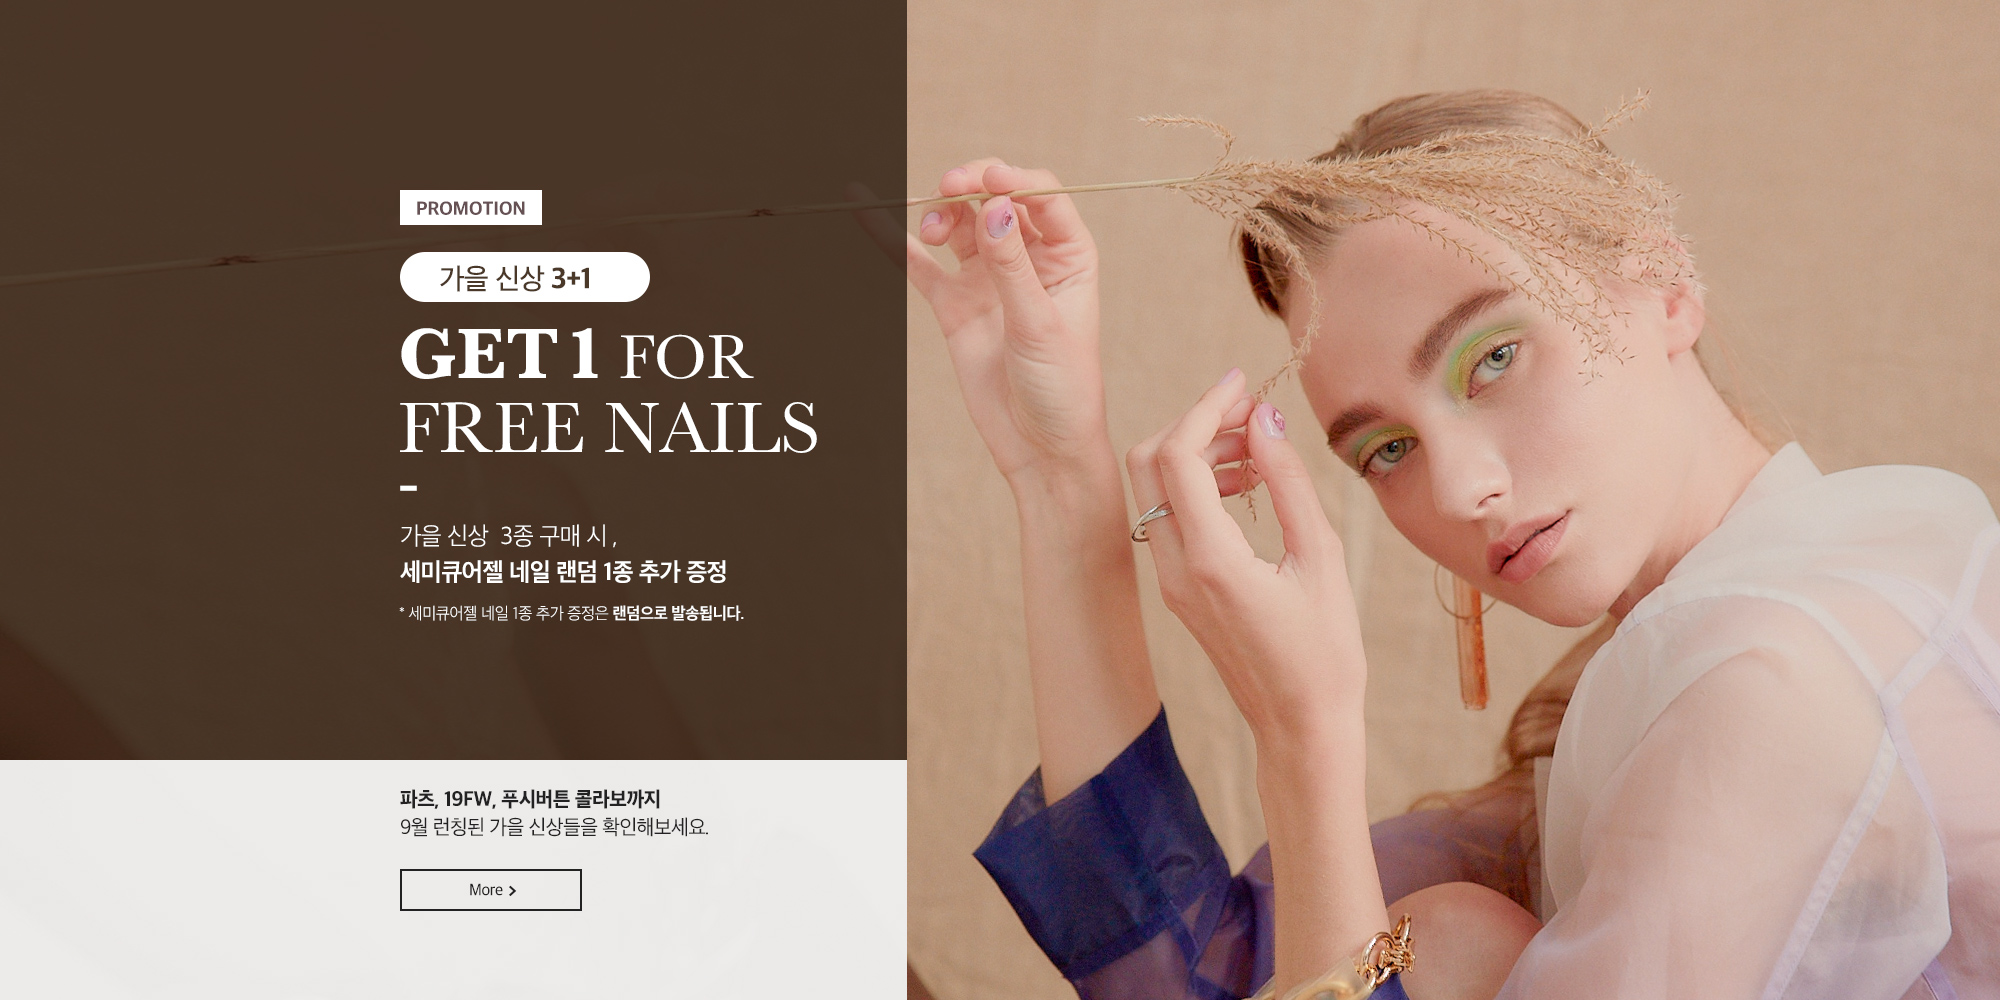 PROMOTION
가을 신상 3+1
GET 1 FOR
FREE NAILS
가을 신상 3종 구매 시 ,
세미큐어젤 네일 랜덤 1종 추가 증정
* 세미큐어젤 네일 1종 추가 증정은 랜덤으로 발송됩니다.
파츠, 19FW, 푸시버튼 콜라보까지
9월 런칭된 가을 신상들을 확인해보세요.
More >